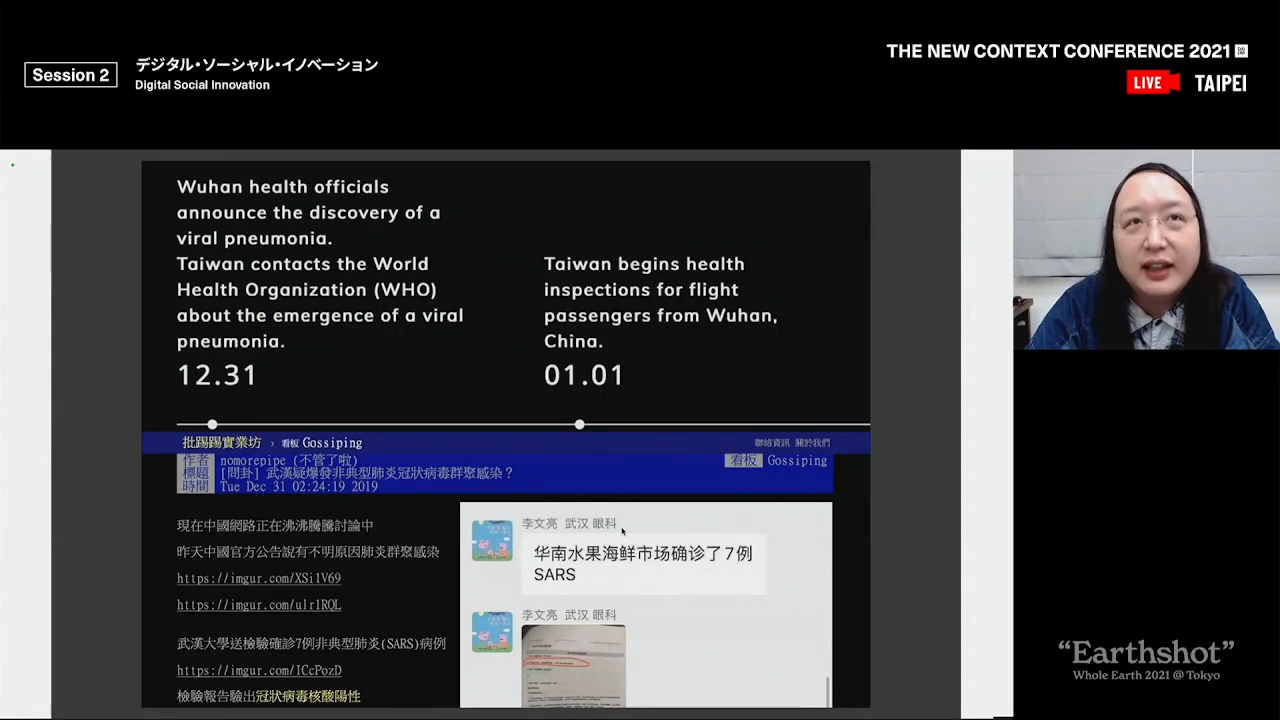 Session 2
デジタル・ソーシャル・イノベーション
Digital Social Innovation
THE NEW CONTEXT CONFERENCE 2021
LIVE
TAIPEI
Wuhan health officials
announce the discovery of a
viral pneumonia.
Taiwan contacts the World
Health Organization (WHO)
about the emergence of a viral
pneumonia.
12.31
Taiwan begins health
inspections for flight
passengers from Wuhan,
China.
01.01
批踢踢實業坊 › 看板 Gossiping
聯絡資訊 關於我們
作者 nomorepipe (不管了啦)
看板 Gossiping
標題 [問卦] 武漢疑爆發非典型肺炎冠狀病毒群聚感染？
時間 Tue Dec 31 02:24:19 2019
現在中國網路正在沸沸騰騰討論中
昨天中國官方公告說有不明原因肺炎群聚感染
https://imgur.com/XSi1V69
https://imgur.com/ulr1RQL
武漢大學送檢驗確診7例非典型肺炎(SARS)病例
https://imgur.com/ICcPozD
檢驗報告驗出冠狀病毒核酸陽性
李文亮 武汉 眼科
华南水果海鲜市场确诊了7例
SARS
李文亮 武汉 眼科
“Earthshot”
Whole Earth 2021 @ Tokyo